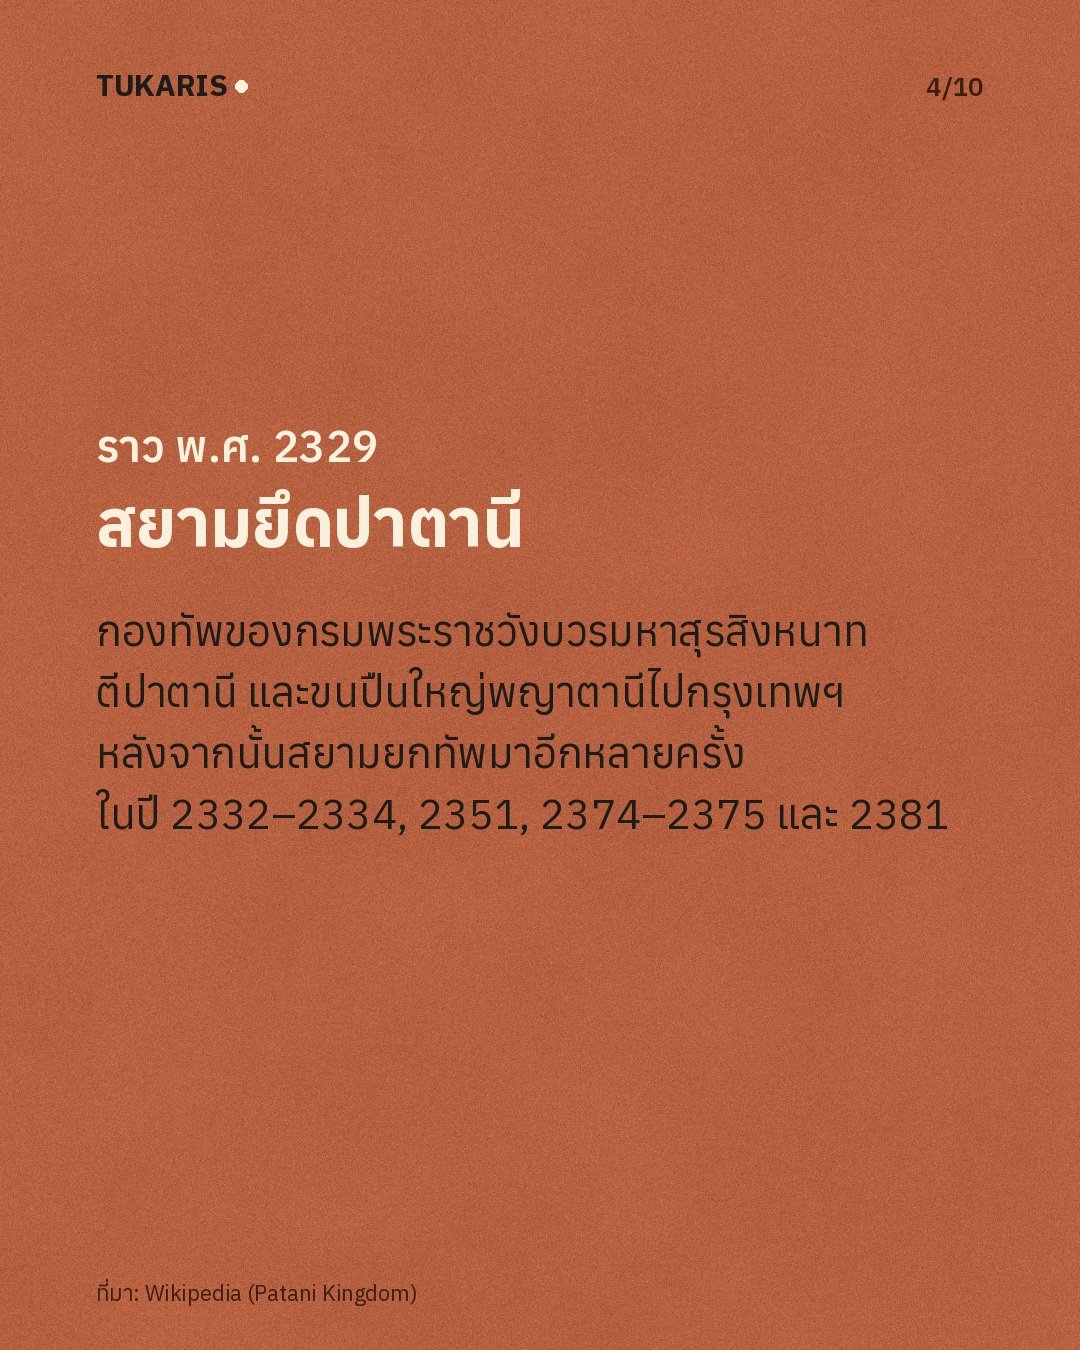 TUKARIS
4/10
ราว พ.ศ. 2329
สยามยึดปาตานี
กองทัพของกรมพระราชวังบวรมหาสุรสิงหนาท
ตีปาตานี และขนปืนใหญ่พญาตานีไปกรุงเทพฯ
หลังจากนั้นสยามยกทัพมาอีกหลายครั้ง
ในปี 2332–2334, 2351, 2374–2375 และ 2381
ที่มา: Wikipedia (Patani Kingdom)